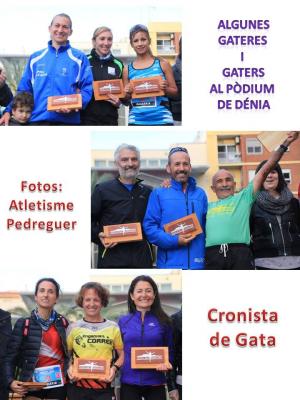 ALGUNES
GATERES
I
GATERS
AL PÒDIUM
DE DÉNIA
Fotos:
Atletisme
Pedreguer
Cronista
de Gata